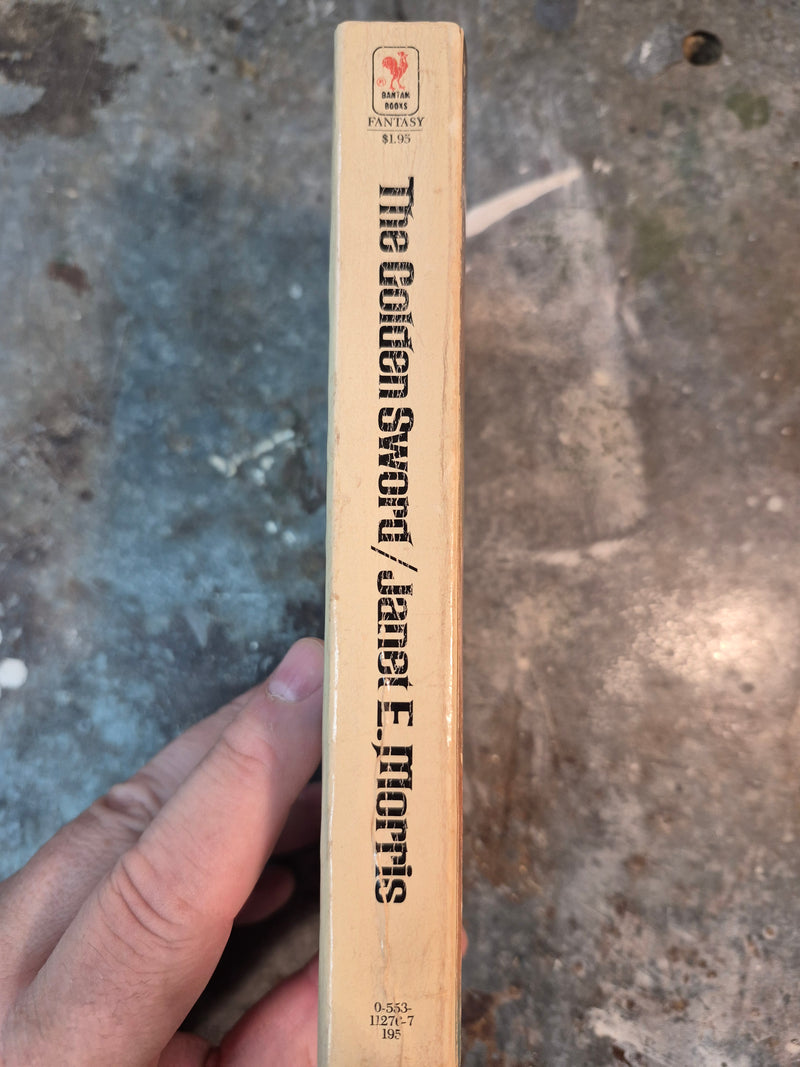 BANTAM
BOOKS
FANTASY
$1.95
The Golden Sword / Janet E. Morris
0-553-
11276-7
195